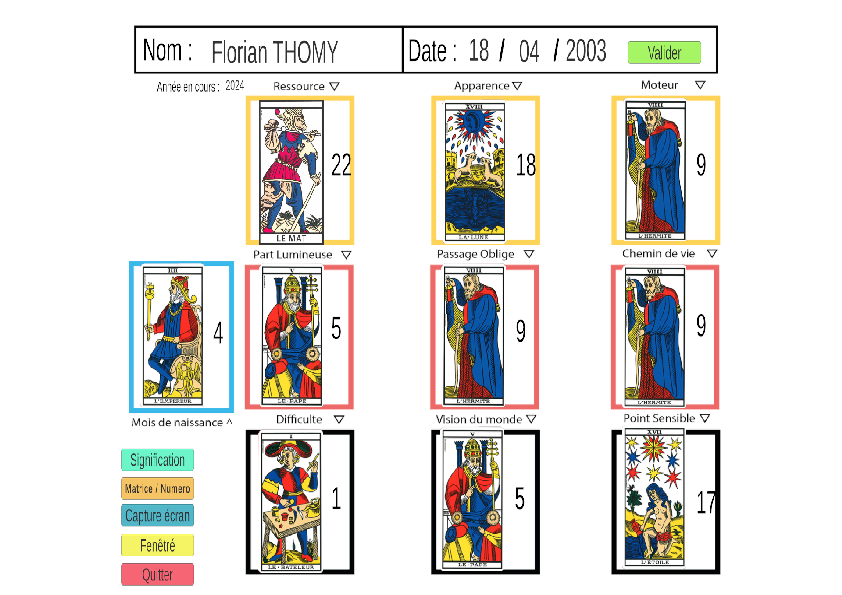 Nom : Florian THOMY Date : 18 / 04 / 2003 Valider
Année en cours : 2024 Ressource ▽ Apparence ▽ Moteur ▽
XVIII VIIII
22 18 9
LE MAT LA·LUNE L'HERMITE
Part Lumineuse ▽ Passage Oblige ▽ Chemin de vie ▽
IIII V VIIII VIIII
4 5 9 9
L'EMPEREUR LE·PAPE L'HERMITE L'HERMITE
Mois de naissance ^ Difficulte ▽ Vision du monde ▽ Point Sensible ▽
I V XVII
Signification
Matrice / Numero 1 5 17
Capture écran
Fenêtré
LE·BATELEUR LE·PAPE L'ÉTOILE
Quitter